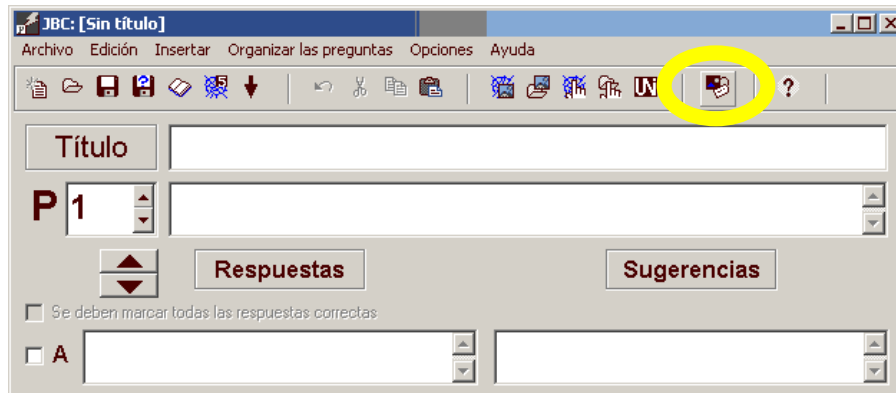 JBC: [Sin título]
Archivo Edición Insertar Organizar las preguntas Opciones Ayuda
5 ?
Título
P 1
Respuestas Sugerencias
Se deben marcar todas las respuestas correctas
A